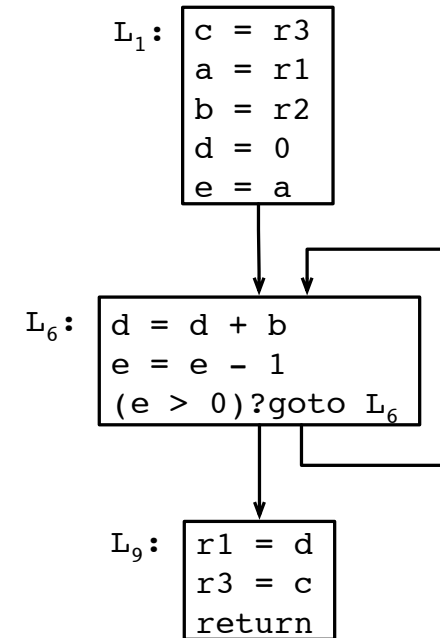 L₁: c = r3
a = r1
b = r2
d = 0
e = a
L₆: d = d + b
e = e - 1
(e > 0)?goto L₆
L₉: r1 = d
r3 = c
return